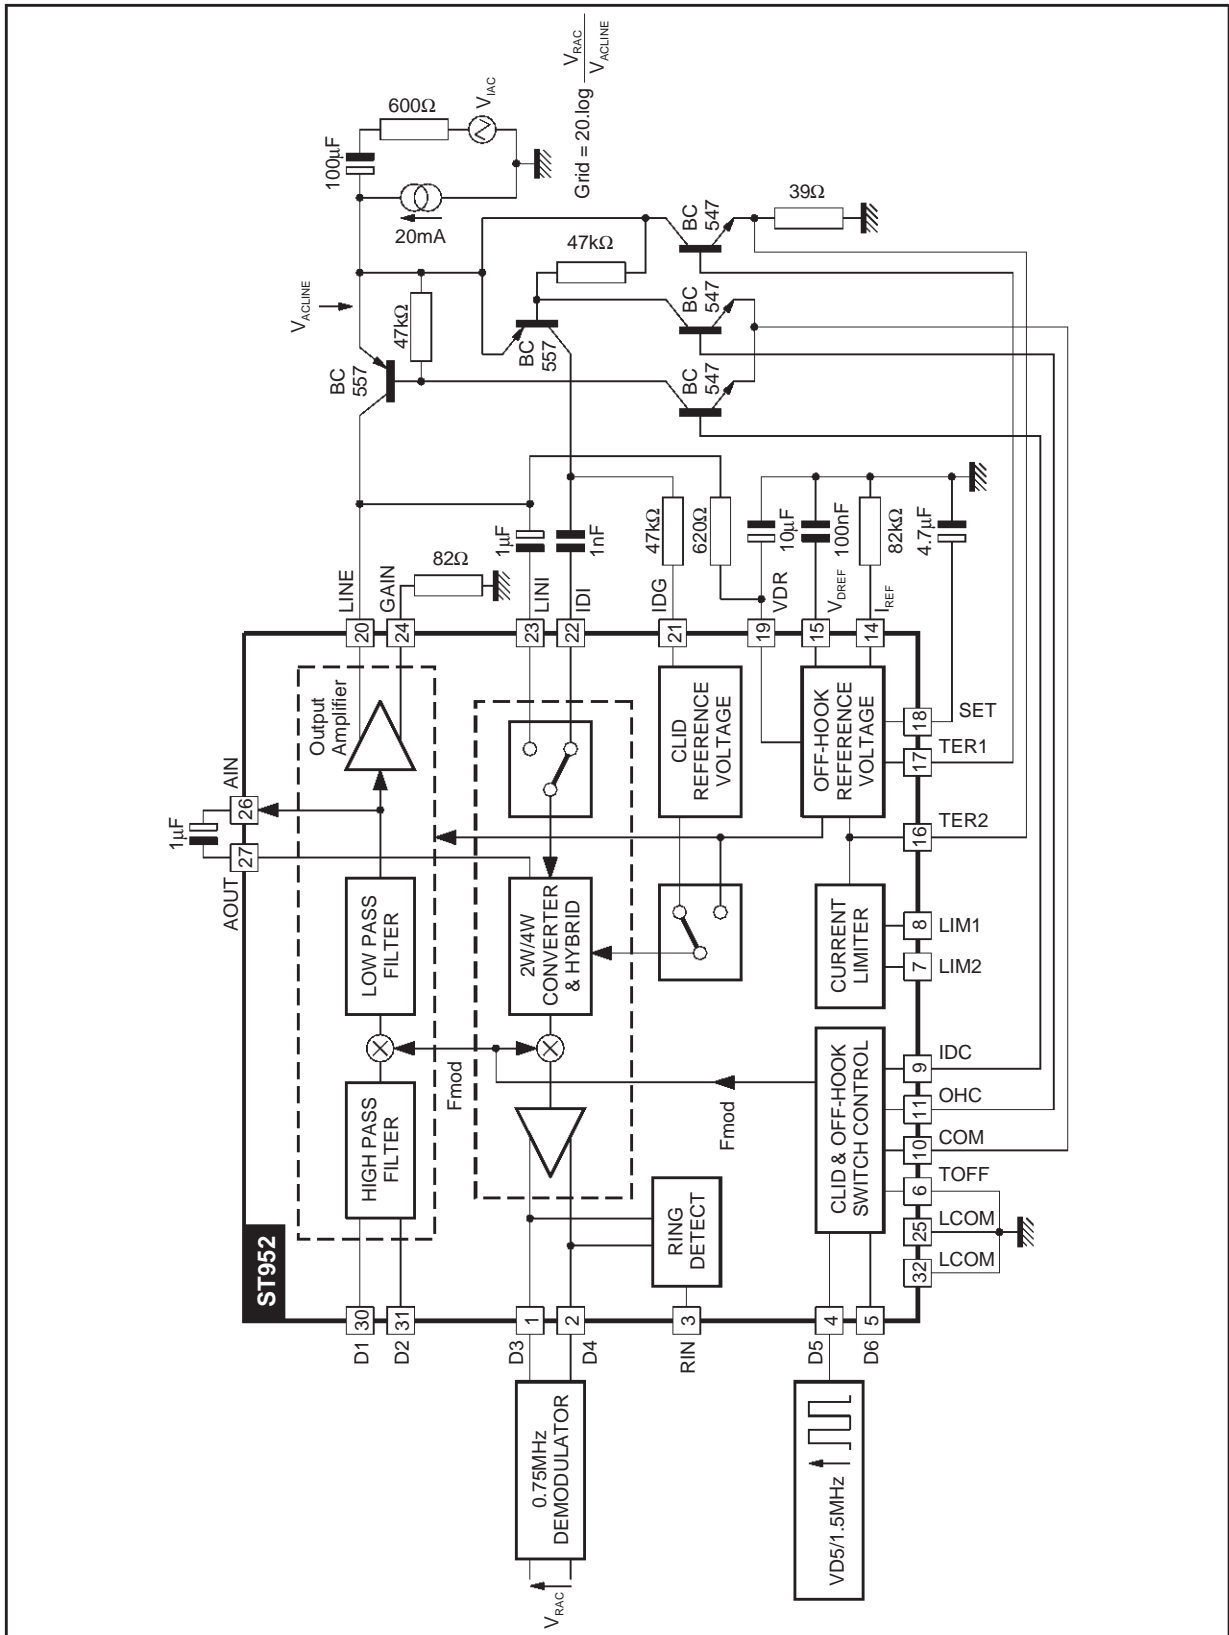 ST952
D1
30
D2
31
HIGH PASS
FILTER
LOW PASS
FILTER
Output
Amplifier
AOUT
27
1µF
AIN
26
20
LINE
24
GAIN
82Ω
V_ACLINE
BC
557
47kΩ
20mA
100µF
600Ω
V_IAC
Grid = 20.log V_RAC / V_ACLINE
Fmod
D3
1
2
D4
2W/4W
CONVERTER
& HYBRID
23
LINI
1µF
22
IDI
1nF
BC
557
47kΩ
V_RAC
0.75MHz
DEMODULATOR
RING
DETECT
RIN
3
CLID
REFERENCE
VOLTAGE
21
IDG
47kΩ
620Ω
BC
547
BC
547
BC
547
39Ω
Fmod
19
VDR
10µF
15
V_DREF
100nF
14
I_REF
82kΩ
4.7µF
OFF-HOOK
REFERENCE
VOLTAGE
CURRENT
LIMITER
CLID & OFF-HOOK
SWITCH CONTROL
VD5/1.5MHz
D5
4
5
D6
32
LCOM
25
LCOM
6
TOFF
10
COM
11
OHC
9
IDC
7
LIM2
8
LIM1
16
TER2
17
TER1
18
SET